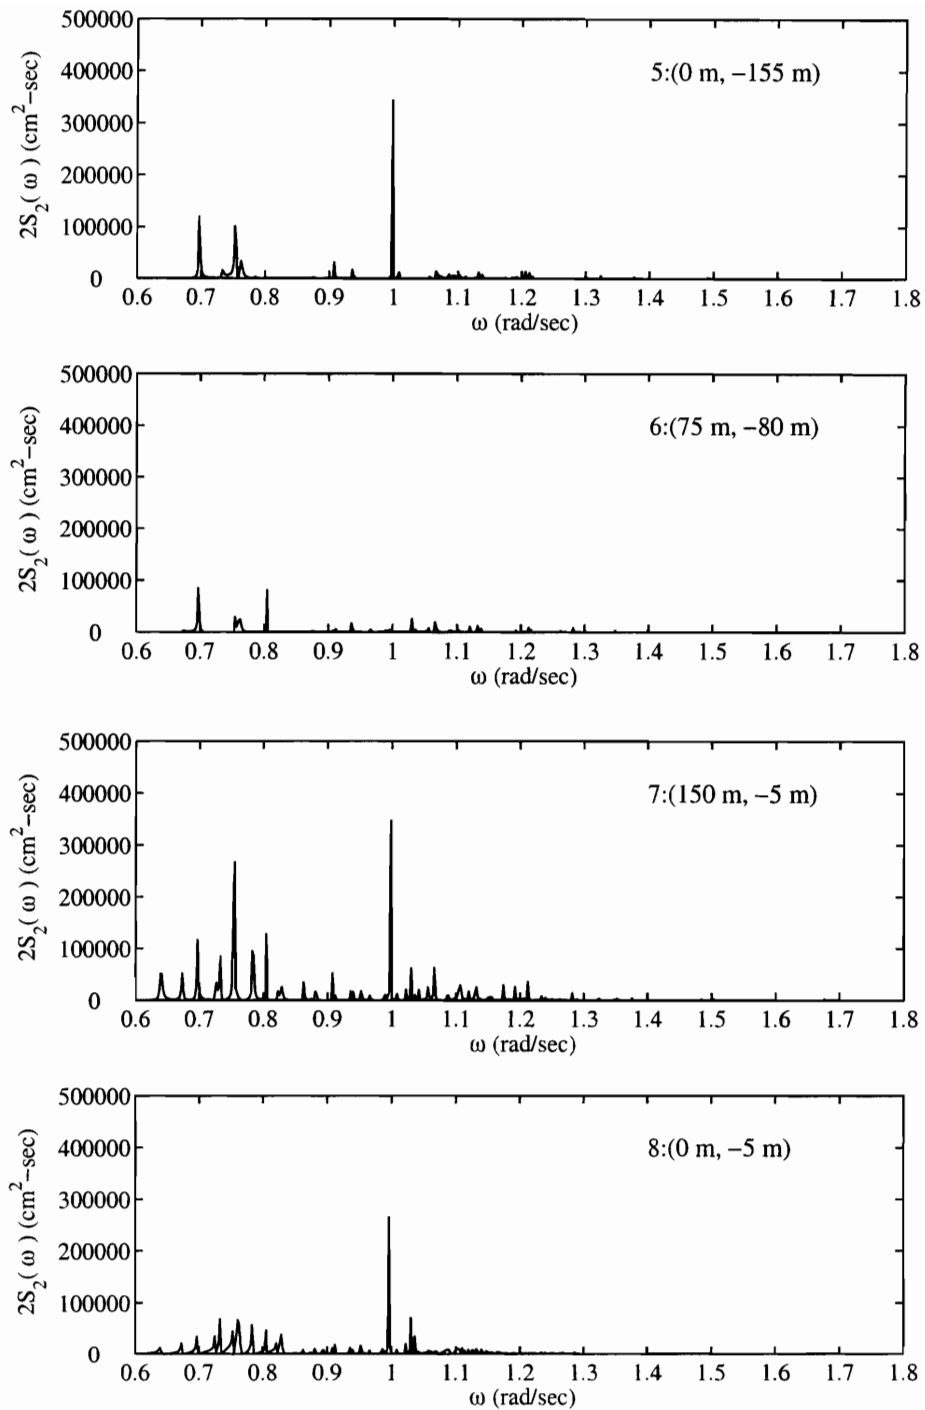 500000
400000
300000
200000
100000
0
2S₂(ω) (cm²−sec)
5:(0 m, −155 m)
0.6 0.7 0.8 0.9 1 1.1 1.2 1.3 1.4 1.5 1.6 1.7 1.8
ω (rad/sec)
500000
400000
300000
200000
100000
0
2S₂(ω) (cm²−sec)
6:(75 m, −80 m)
0.6 0.7 0.8 0.9 1 1.1 1.2 1.3 1.4 1.5 1.6 1.7 1.8
ω (rad/sec)
500000
400000
300000
200000
100000
0
2S₂(ω) (cm²−sec)
7:(150 m, −5 m)
0.6 0.7 0.8 0.9 1 1.1 1.2 1.3 1.4 1.5 1.6 1.7 1.8
ω (rad/sec)
500000
400000
300000
200000
100000
0
2S₂(ω) (cm²−sec)
8:(0 m, −5 m)
0.6 0.7 0.8 0.9 1 1.1 1.2 1.3 1.4 1.5 1.6 1.7 1.8
ω (rad/sec)